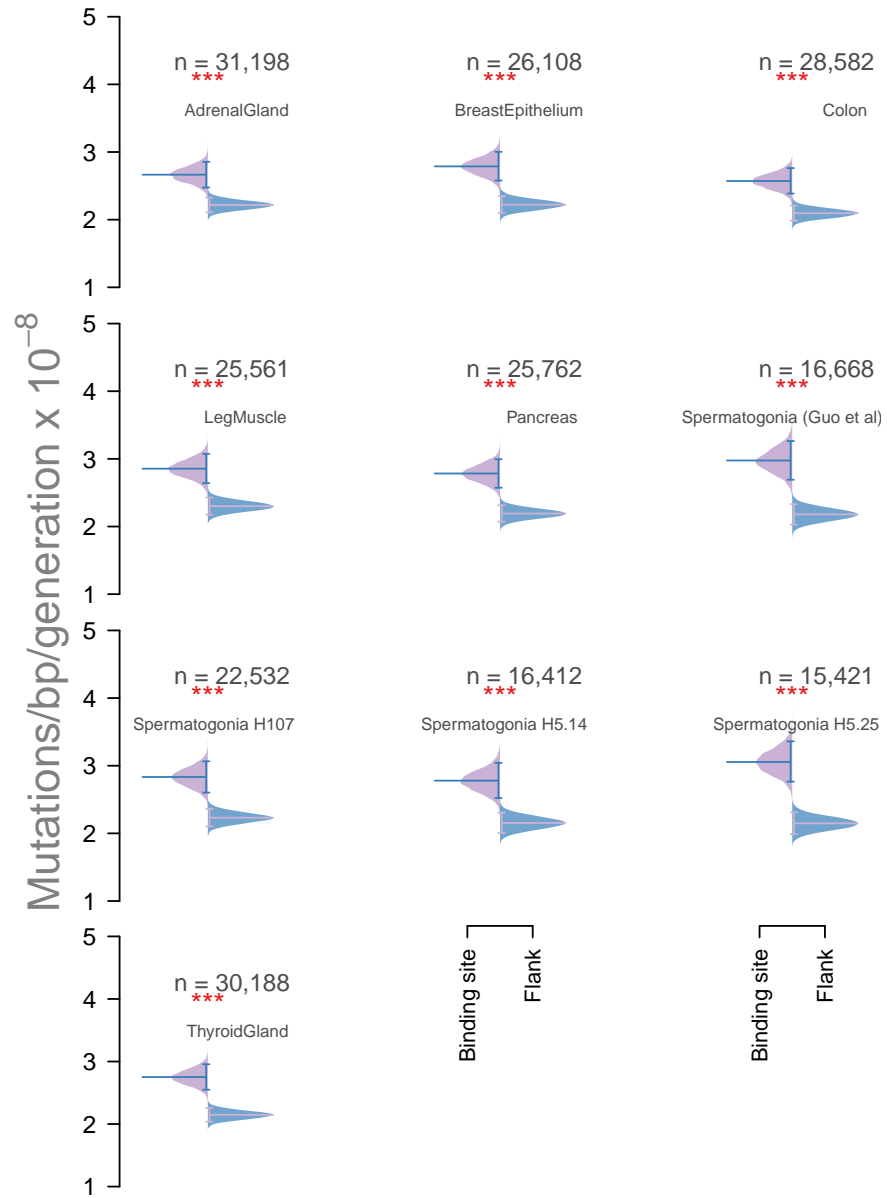 Mutations/bp/generation x 10⁻⁸
5
4
3
2
1
n = 31,198
***
AdrenalGland
n = 26,108
***
BreastEpithelium
n = 28,582
***
Colon
5
4
3
2
1
n = 25,561
***
LegMuscle
n = 25,762
***
Pancreas
n = 16,668
***
Spermatogonia (Guo et al)
5
4
3
2
1
n = 22,532
***
Spermatogonia H107
n = 16,412
***
Spermatogonia H5.14
n = 15,421
***
Spermatogonia H5.25
5
4
3
2
1
n = 30,188
***
ThyroidGland
Binding site
Flank
Binding site
Flank